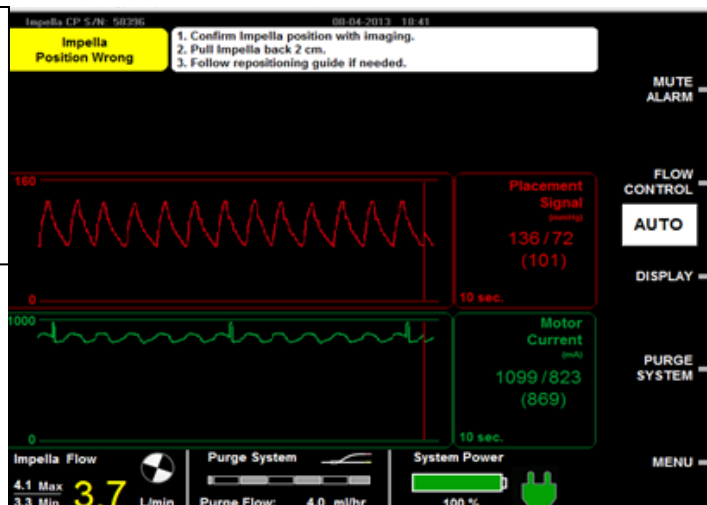 Impella CP S/N: 58396
08-04-2013 18:41
Impella
Position Wrong
1. Confirm Impella position with imaging.
2. Pull Impella back 2 cm.
3. Follow repositioning guide if needed.
MUTE
ALARM
160
0
Placement
Signal
(mmHg)
136/72
(101)
10 sec.
FLOW
CONTROL
AUTO
DISPLAY
1000
0
Motor
Current
(mA)
1099/823
(869)
10 sec.
PURGE
SYSTEM
MENU
Impella Flow
4.1 Max
3.3 Min
3.7 L/min
Purge System
Purge Flow: 4.0 ml/hr
System Power
100 %